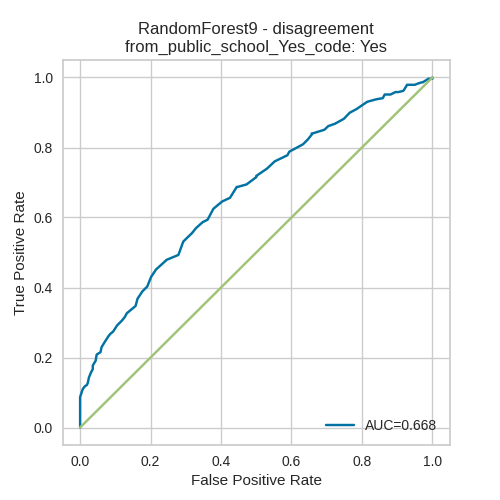 RandomForest9 - disagreement
from_public_school_Yes_code: Yes
True Positive Rate
1.0
0.8
0.6
0.4
0.2
0.0
AUC=0.668
0.0 0.2 0.4 0.6 0.8 1.0
False Positive Rate